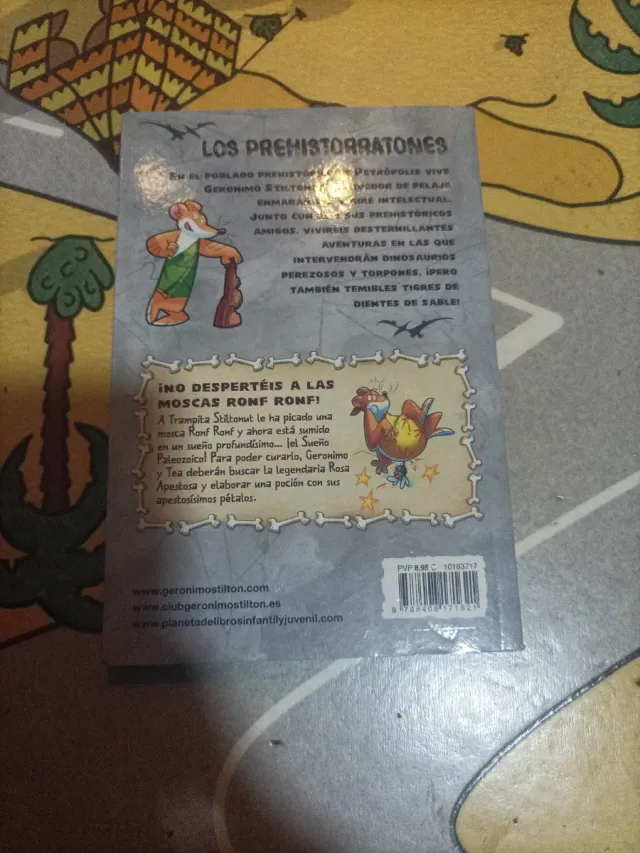 LOS PREHISTORRATONES
EN EL POBLADO PREHISTÓRICO DE PETRÓPOLIS VIVE
GERONIMO STILTONUT, ROEDOR DE PELAJE
ENMARAÑADO Y AIRE INTELECTUAL.
JUNTO CON SUS PREHISTÓRICOS
AMIGOS, VIVIRÉIS DESTERNILLANTES
AVENTURAS EN LAS QUE
INTERVENDRÁN DINOSAURIOS
PEREZOSOS Y TORPONES, ¡PERO
TAMBIÉN TEMIBLES TIGRES DE
DIENTES DE SABLE!
¡NO DESPERTÉIS A LAS
MOSCAS RONF RONF!
A Trampita Stiltonut le ha picado una
mosca Ronf Ronf y ahora está sumido
en un sueño profundísimo... ¡el Sueño
Paleozoico! Para poder curarlo, Geronimo
y Tea deberán buscar la legendaria Rosa
Apestosa y elaborar una poción con sus
apestosísimos pétalos.
PVP 8,95 € 10193717
9 788408 171621
www.geronimostilton.com
www.clubgeronimostilton.es
www.planetadelibrosinfantilyjuvenil.com